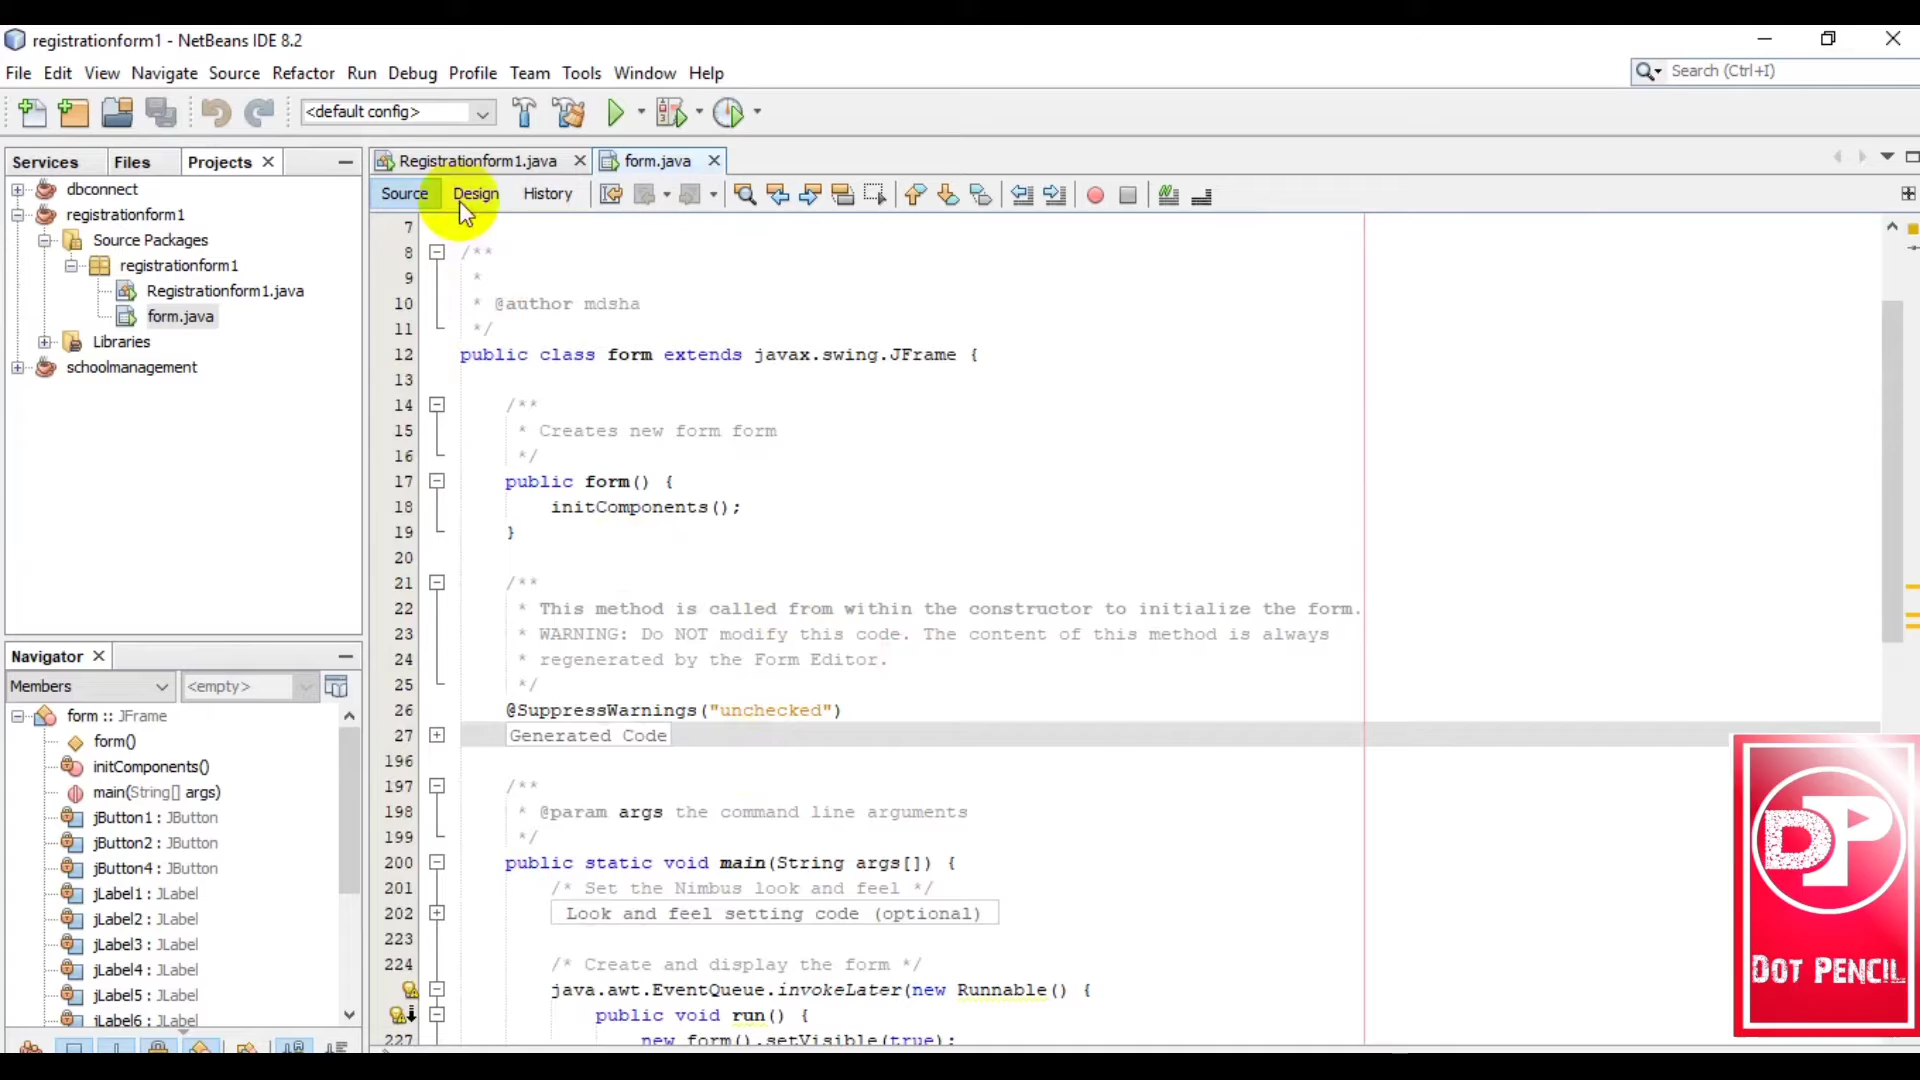 registrationform1 - NetBeans IDE 8.2
File Edit View Navigate Source Refactor Run Debug Profile Team Tools Window Help
Search (Ctrl+I)
<default config>
Services Files Projects
Registrationform1.java form.java
Source Design History
dbconnect
registrationform1
Source Packages
registrationform1
Registrationform1.java
form.java
Libraries
schoolmanagement
Navigator
Members <empty>
form :: JFrame
form()
initComponents()
main(String[] args)
jButton1 : JButton
jButton2 : JButton
jButton4 : JButton
jLabel1 : JLabel
jLabel2 : JLabel
jLabel3 : JLabel
jLabel4 : JLabel
jLabel5 : JLabel
jLabel6 : JLabel
7
8 /**
9 *
10 * @author mdsha
11 */
12 public class form extends javax.swing.JFrame {
13
14 /**
15 * Creates new form form
16 */
17 public form() {
18 initComponents();
19 }
20
21 /**
22 * This method is called from within the constructor to initialize the form.
23 * WARNING: Do NOT modify this code. The content of this method is always
24 * regenerated by the Form Editor.
25 */
26 @SuppressWarnings("unchecked")
27 Generated Code
196
197 /**
198 * @param args the command line arguments
199 */
200 public static void main(String args[]) {
201 /* Set the Nimbus look and feel */
202 Look and feel setting code (optional)
223
224 /* Create and display the form */
java.awt.EventQueue.invokeLater(new Runnable() {
public void run() {
227 new form().setVisible(true);
DP
DOT PENCIL